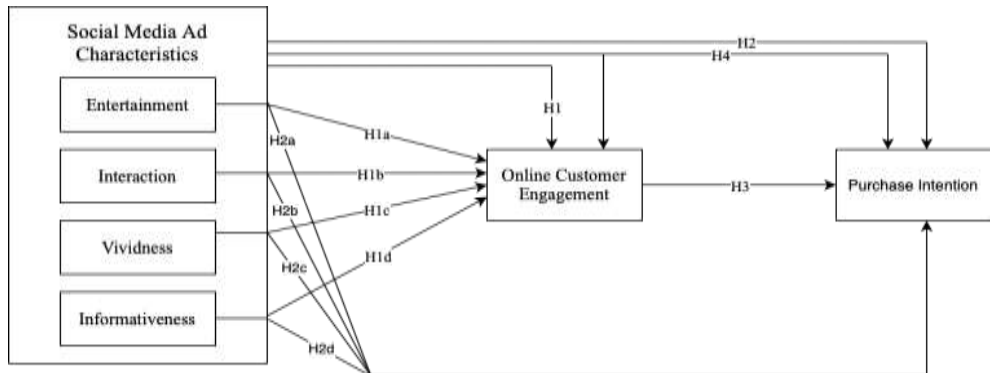 Social Media Ad
Characteristics
Entertainment
Interaction
Vividness
Informativeness
H2
H4
H1
H1a
H2a
H1b
H2b
H1c
H2c
H1d
H2d
Online Customer
Engagement
H3
Purchase Intention